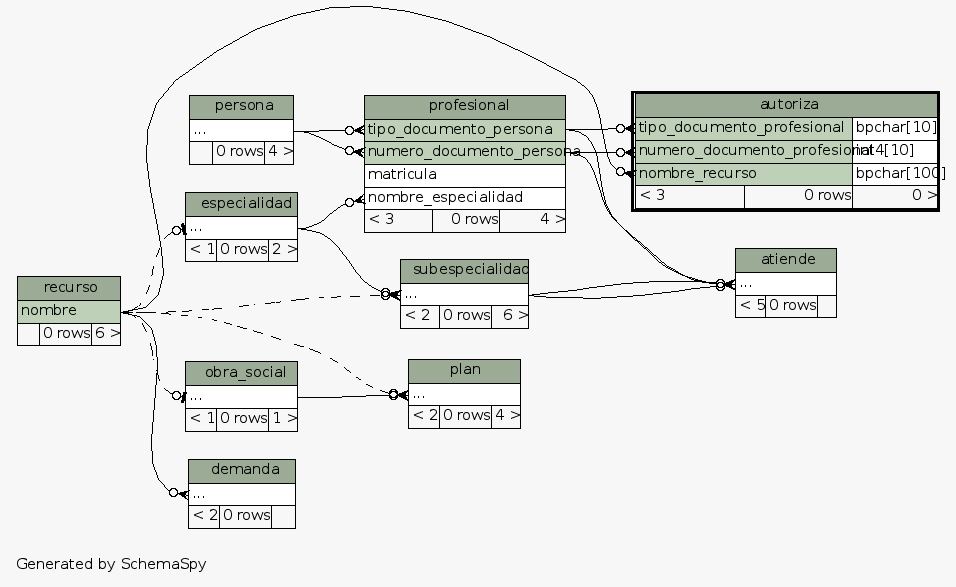 persona
...
0 rows 4 >
profesional
tipo_documento_persona
numero_documento_persona
matricula
nombre_especialidad
< 3 0 rows 4 >
autoriza
tipo_documento_profesional bpchar[10]
numero_documento_profesional int4[10]
nombre_recurso bpchar[100]
< 3 0 rows 0 >
especialidad
...
< 1 0 rows 2 >
subespecialidad
...
< 2 0 rows 6 >
atiende
...
< 5 0 rows
recurso
nombre
0 rows 6 >
obra_social
...
< 1 0 rows 1 >
plan
...
< 2 0 rows 4 >
demanda
...
< 2 0 rows
Generated by SchemaSpy